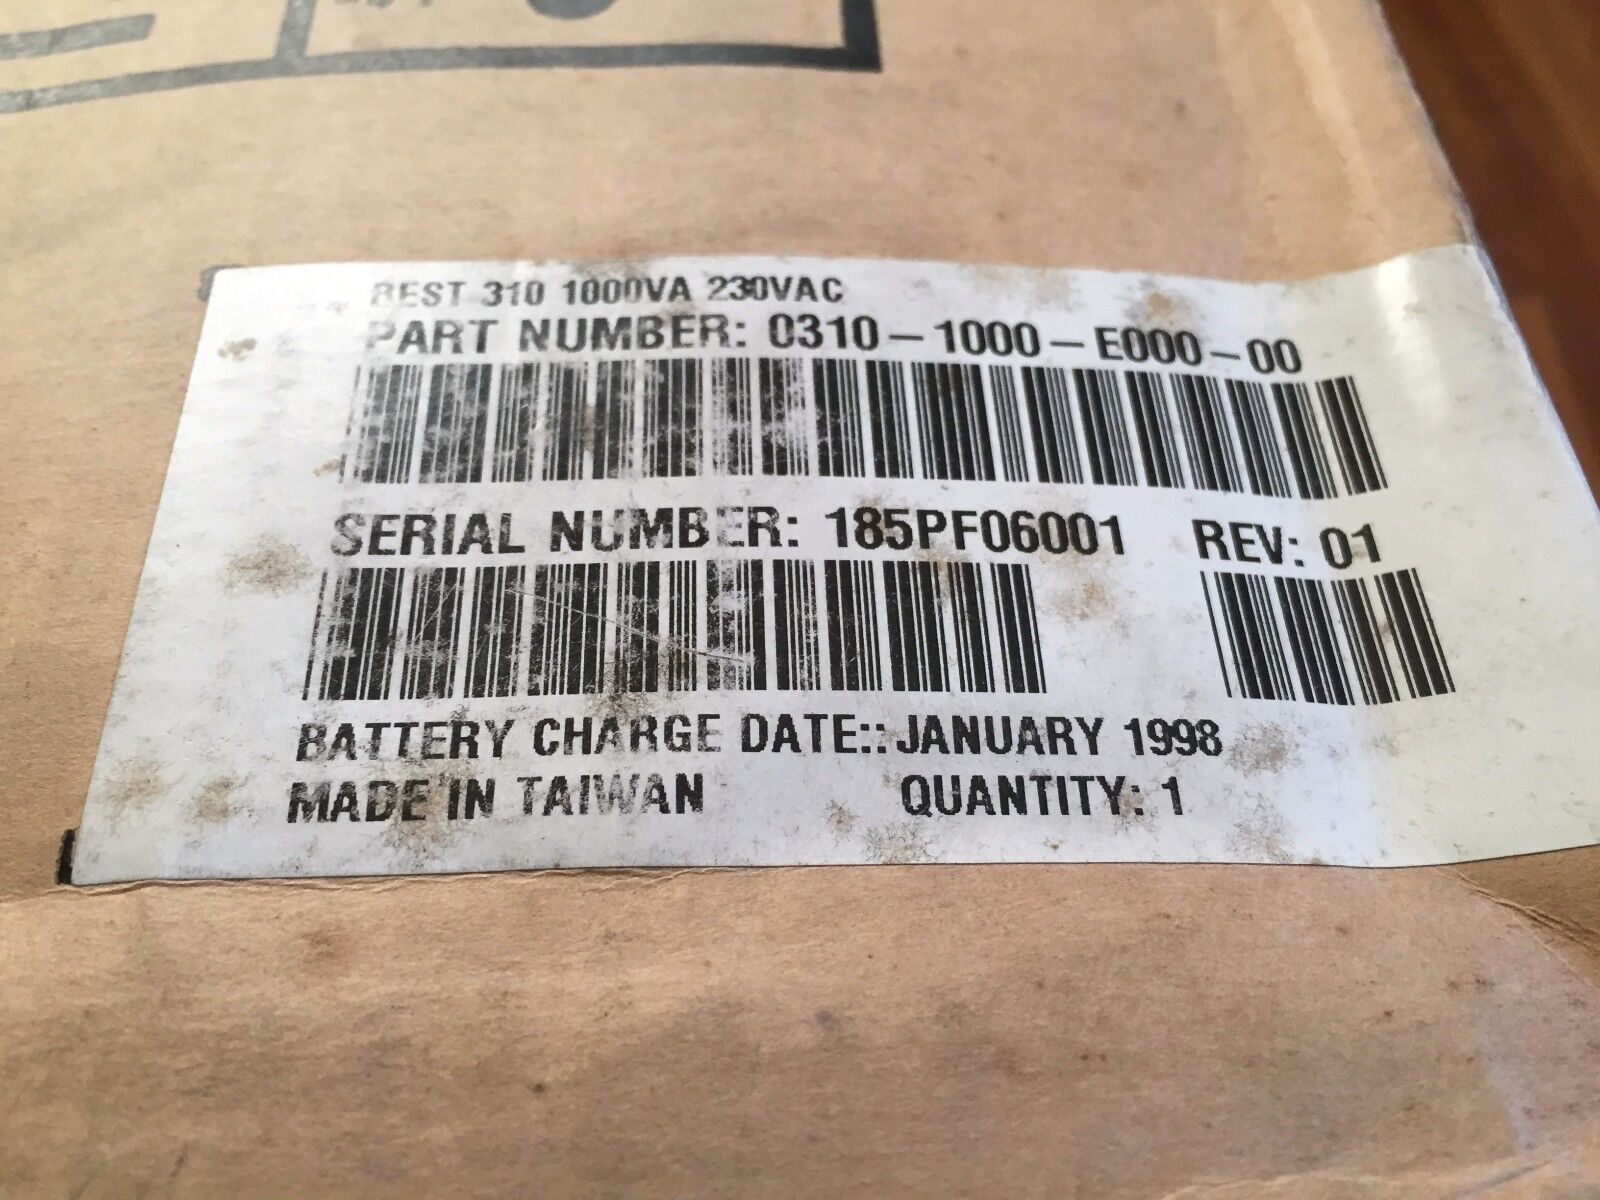 BEST 310 1000VA 230VAC
PART NUMBER: 0310-1000-E000-00
SERIAL NUMBER: 185PF06001 REV: 01
BATTERY CHARGE DATE:: JANUARY 1998
MADE IN TAIWAN QUANTITY: 1